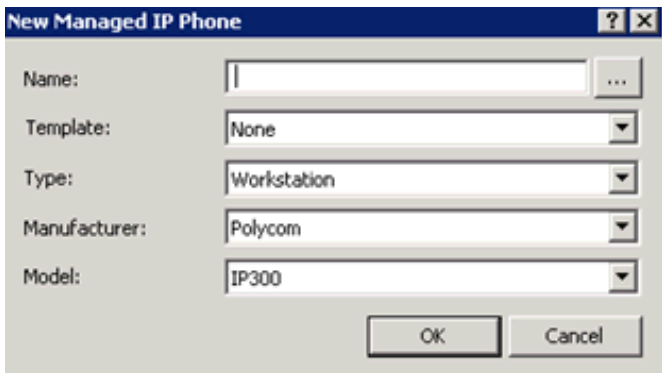 New Managed IP Phone
Name:
...
Template: None
Type: Workstation
Manufacturer: Polycom
Model: IP300
OK Cancel